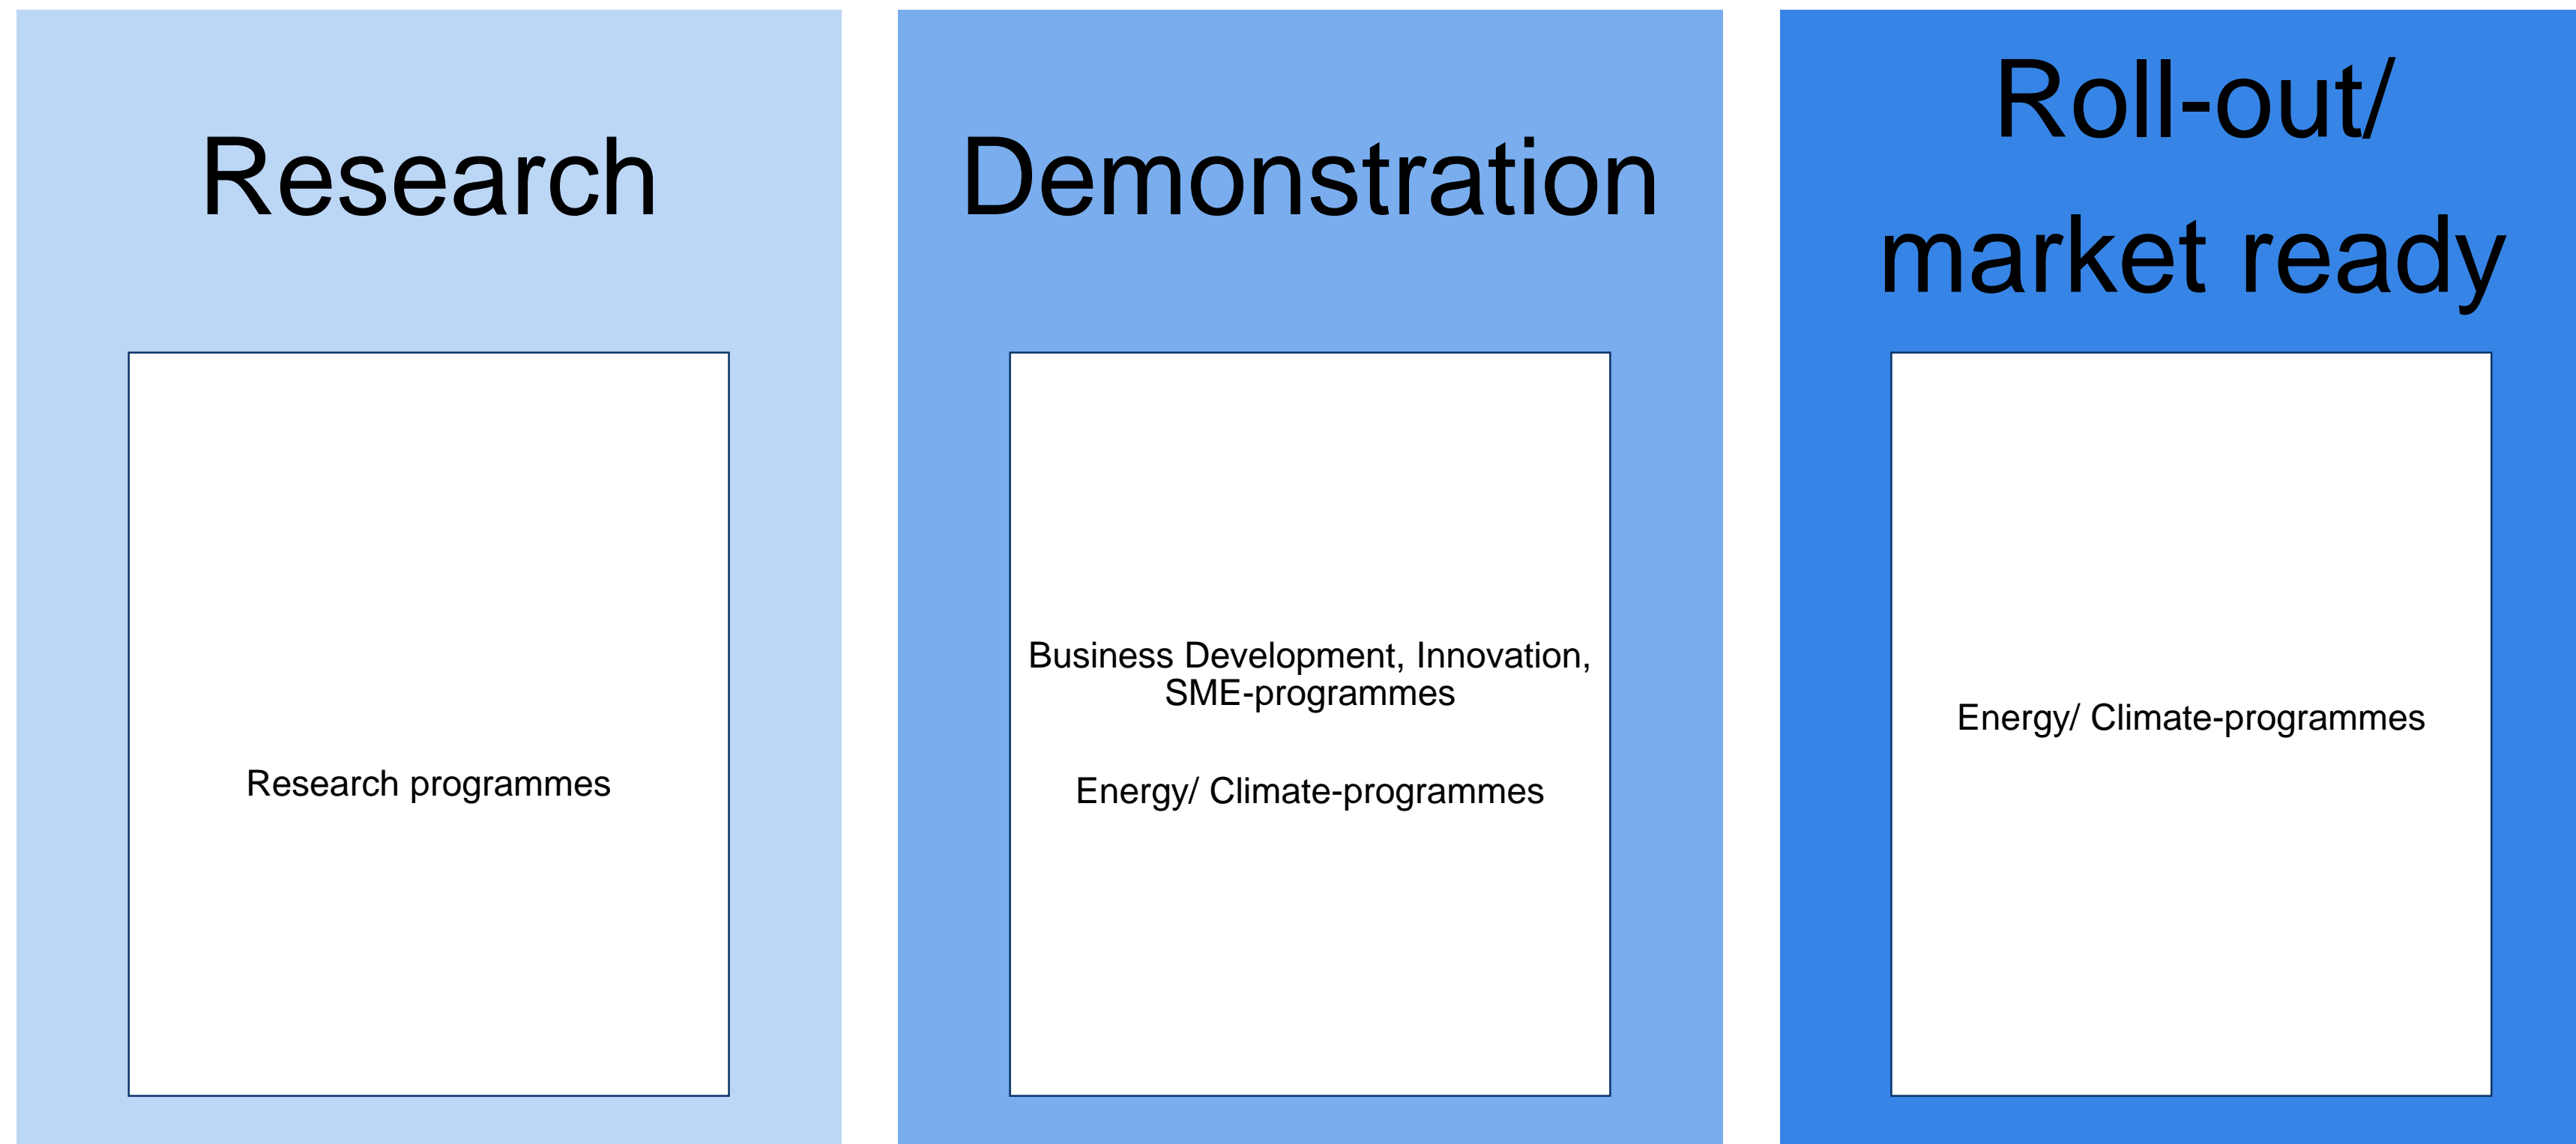 Research
Research programmes
Demonstration
Business Development, Innovation,
SME-programmes
Energy/ Climate-programmes
Roll-out/
market ready
Energy/ Climate-programmes